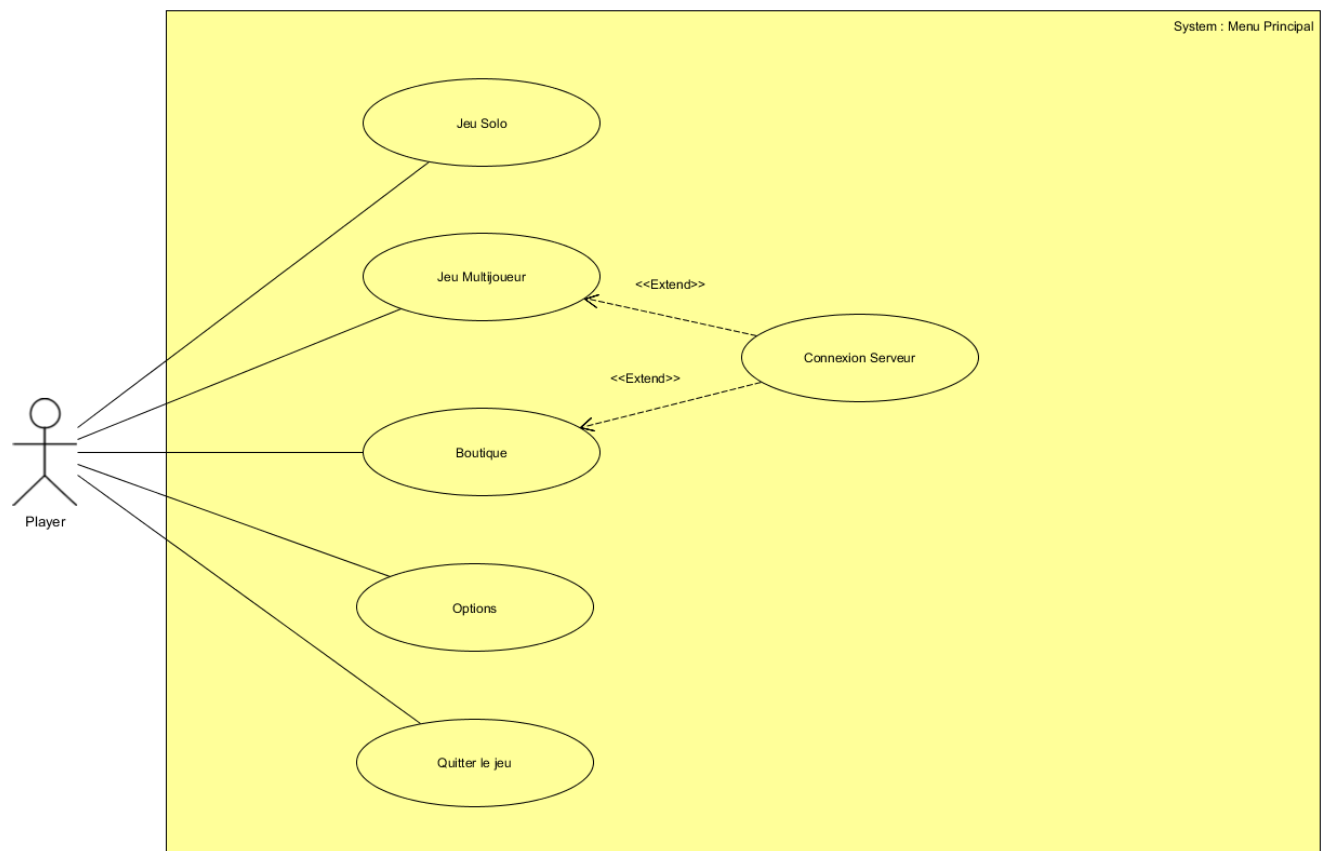 System : Menu Principal
Jeu Solo
Jeu Multijoueur
<<Extend>>
Connexion Serveur
<<Extend>>
Boutique
Player
Options
Quitter le jeu